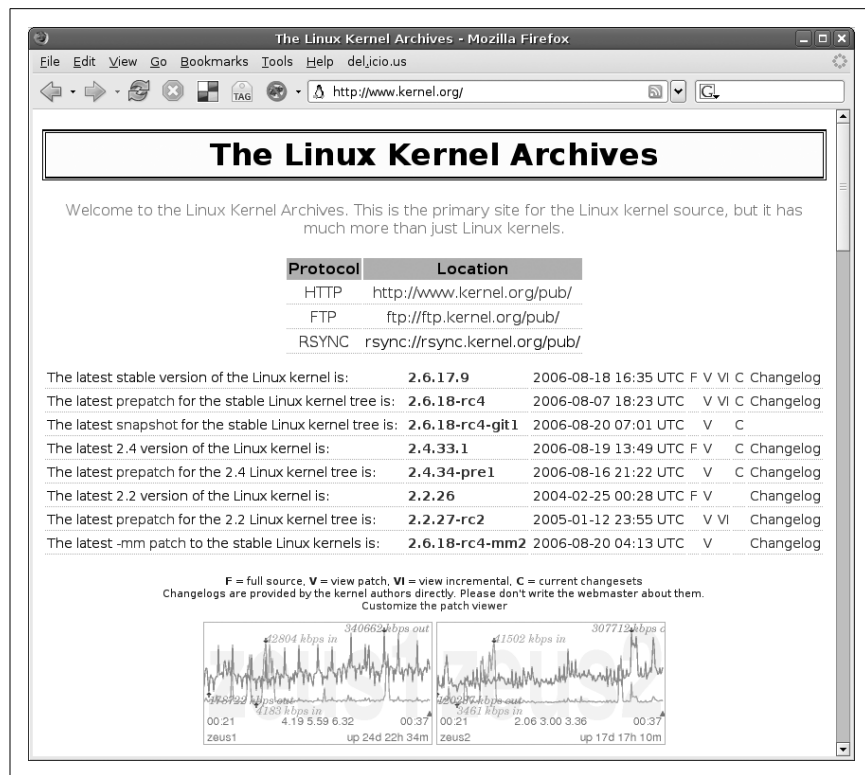 The Linux Kernel Archives - Mozilla Firefox
File Edit View Go Bookmarks Tools Help del.icio.us
TAG http://www.kernel.org/ G
The Linux Kernel Archives
Welcome to the Linux Kernel Archives. This is the primary site for the Linux kernel source, but it has
much more than just Linux kernels.
Protocol Location
HTTP http://www.kernel.org/pub/
FTP ftp://ftp.kernel.org/pub/
RSYNC rsync://rsync.kernel.org/pub/
The latest stable version of the Linux kernel is: 2.6.17.9 2006-08-18 16:35 UTC F V VI C Changelog
The latest prepatch for the stable Linux kernel tree is: 2.6.18-rc4 2006-08-07 18:23 UTC V VI C Changelog
The latest snapshot for the stable Linux kernel tree is: 2.6.18-rc4-git1 2006-08-20 07:01 UTC V C
The latest 2.4 version of the Linux kernel is: 2.4.33.1 2006-08-19 13:49 UTC F V C Changelog
The latest prepatch for the 2.4 Linux kernel tree is: 2.4.34-pre1 2006-08-16 21:22 UTC V C Changelog
The latest 2.2 version of the Linux kernel is: 2.2.26 2004-02-25 00:28 UTC F V Changelog
The latest prepatch for the 2.2 Linux kernel tree is: 2.2.27-rc2 2005-01-12 23:55 UTC V VI Changelog
The latest -mm patch to the stable Linux kernels is: 2.6.18-rc4-mm2 2006-08-20 04:13 UTC V Changelog
F = full source, V = view patch, VI = view incremental, C = current changesets
Changelogs are provided by the kernel authors directly. Please don't write the webmaster about them.
Customize the patch viewer
340662 kbps out 307712 kbps o
42804 kbps in 41502 kbps in
zeus1 zeus2
178722 kbps out kbps out
4183 kbps in 3461 kbps in
00:21 4.19 5.59 6.32 00:37 00:21 2.06 3.00 3.36 00:37
zeus1 up 24d 22h 34m zeus2 up 17d 17h 10m